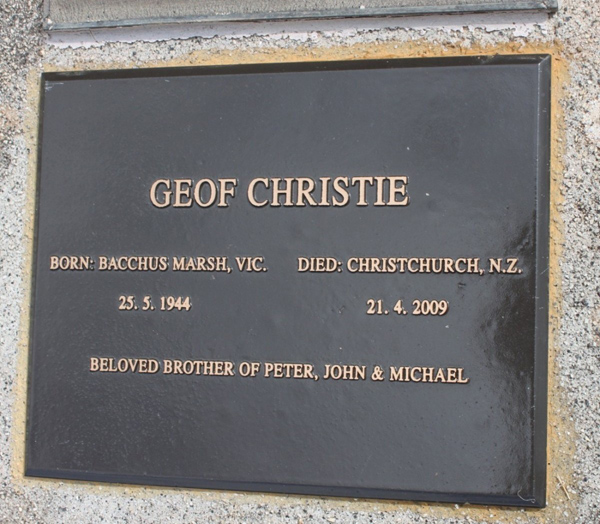 GEOF CHRISTIE
BORN: BACCHUS MARSH, VIC. DIED: CHRISTCHURCH, N.Z.
25. 5. 1944 21. 4. 2009
BELOVED BROTHER OF PETER, JOHN & MICHAEL